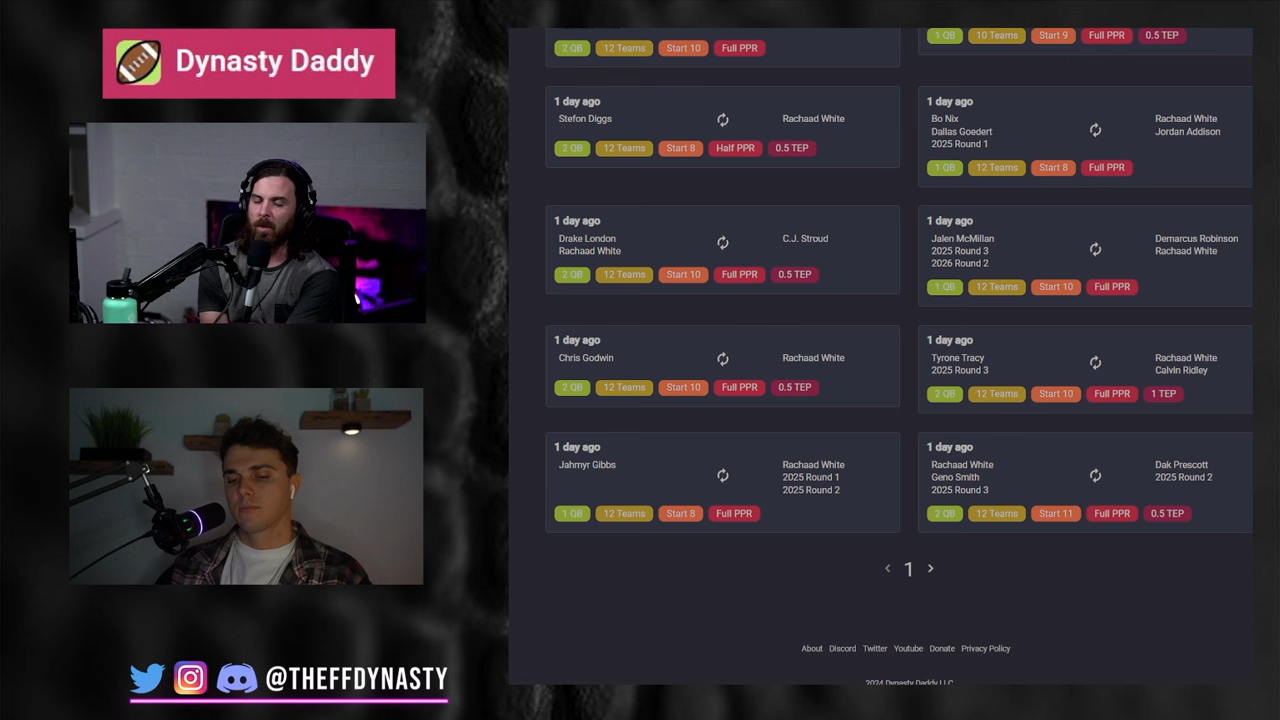 Dynasty Daddy
2 QB 12 Teams Start 10 Full PPR
1 QB 10 Teams Start 9 Full PPR 0.5 TEP
1 day ago
Stefon Diggs
Rachaad White
2 QB 12 Teams Start 8 Half PPR 0.5 TEP
1 day ago
Bo Nix
Dallas Goedert
2025 Round 1
Rachaad White
Jordan Addison
1 QB 12 Teams Start 8 Full PPR
1 day ago
Drake London
Rachaad White
C.J. Stroud
2 QB 12 Teams Start 10 Full PPR 0.5 TEP
1 day ago
Jalen McMillan
2025 Round 3
2026 Round 2
Demarcus Robinson
Rachaad White
1 QB 12 Teams Start 10 Full PPR
1 day ago
Chris Godwin
Rachaad White
2 QB 12 Teams Start 10 Full PPR 0.5 TEP
1 day ago
Tyrone Tracy
2025 Round 3
Rachaad White
Calvin Ridley
2 QB 12 Teams Start 10 Full PPR 1 TEP
1 day ago
Jahmyr Gibbs
Rachaad White
2025 Round 1
2025 Round 2
1 QB 12 Teams Start 8 Full PPR
1 day ago
Rachaad White
Geno Smith
2025 Round 3
Dak Prescott
2025 Round 2
2 QB 12 Teams Start 11 Full PPR 0.5 TEP
‹ 1 ›
About Discord Twitter Youtube Donate Privacy Policy
2024 Dynasty Daddy LLC
@THEFFDYNASTY